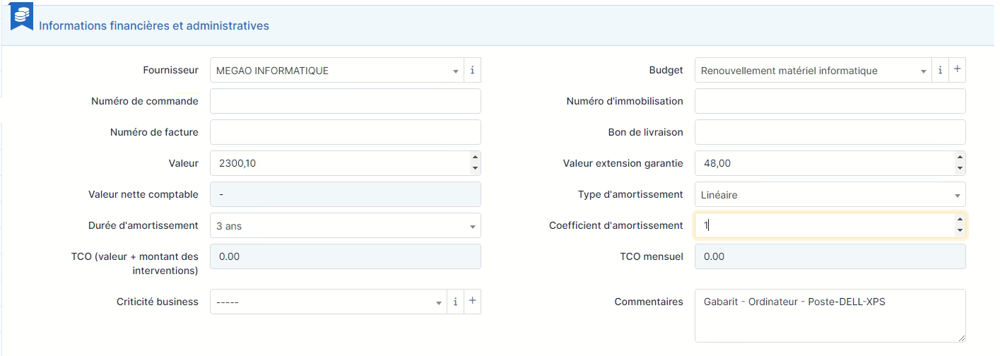 Informations financières et administratives
Fournisseur MEGAO INFORMATIQUE i Budget Renouvellement matériel informatique i +
Numéro de commande Numéro d'immobilisation
Numéro de facture Bon de livraison
Valeur 2300,10 Valeur extension garantie 48,00
Valeur nette comptable - Type d'amortissement Linéaire
Durée d'amortissement 3 ans Coefficient d'amortissement 1
TCO (valeur + montant des 0.00 TCO mensuel 0.00
interventions)
Criticité business ----- i + Commentaires Gabarit - Ordinateur - Poste-DELL-XPS